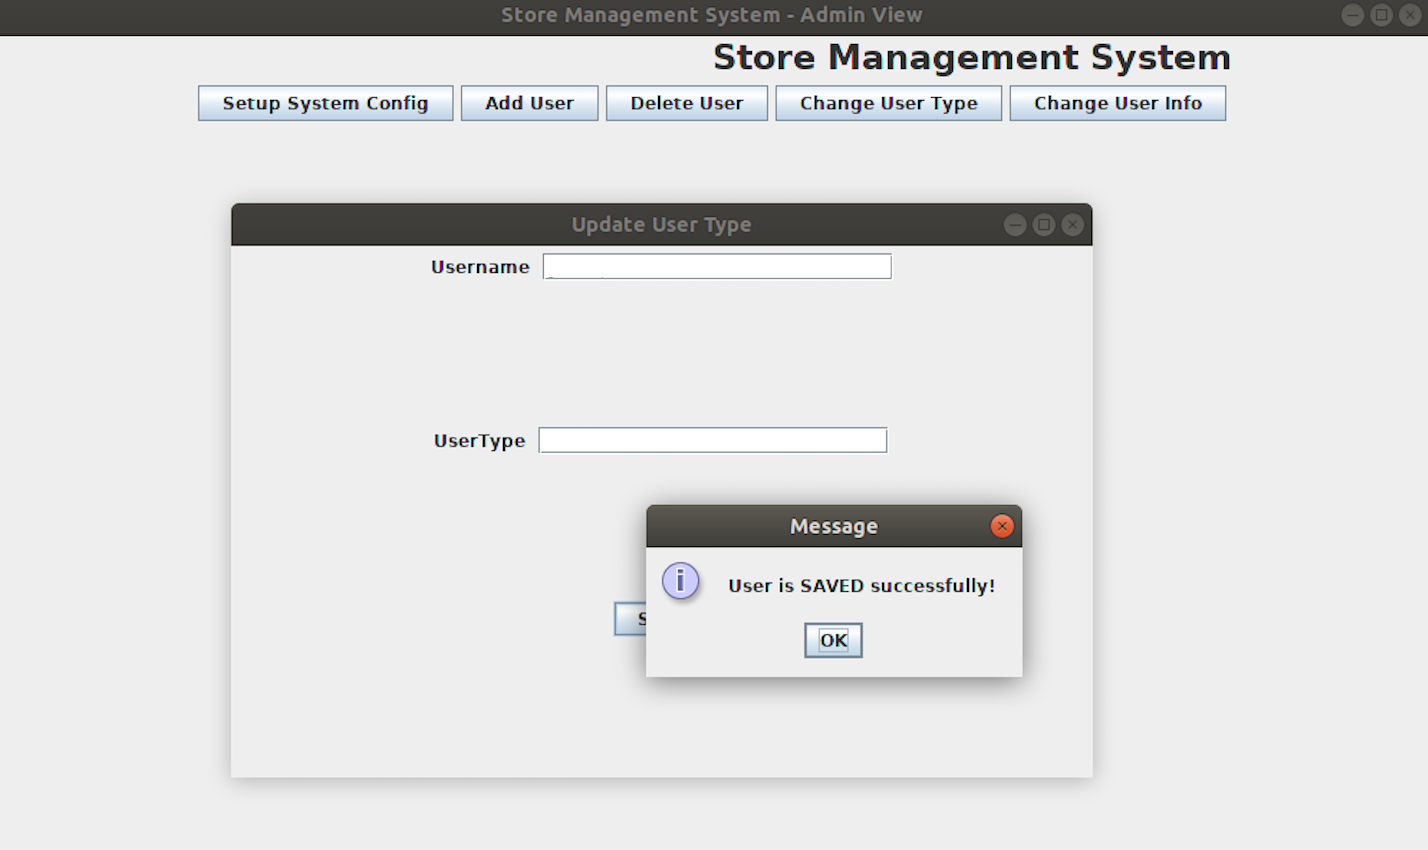 Store Management System - Admin View
Store Management System
Setup System Config Add User Delete User Change User Type Change User Info
Update User Type
Username
UserType
Message
i
User is SAVED successfully!
S
OK